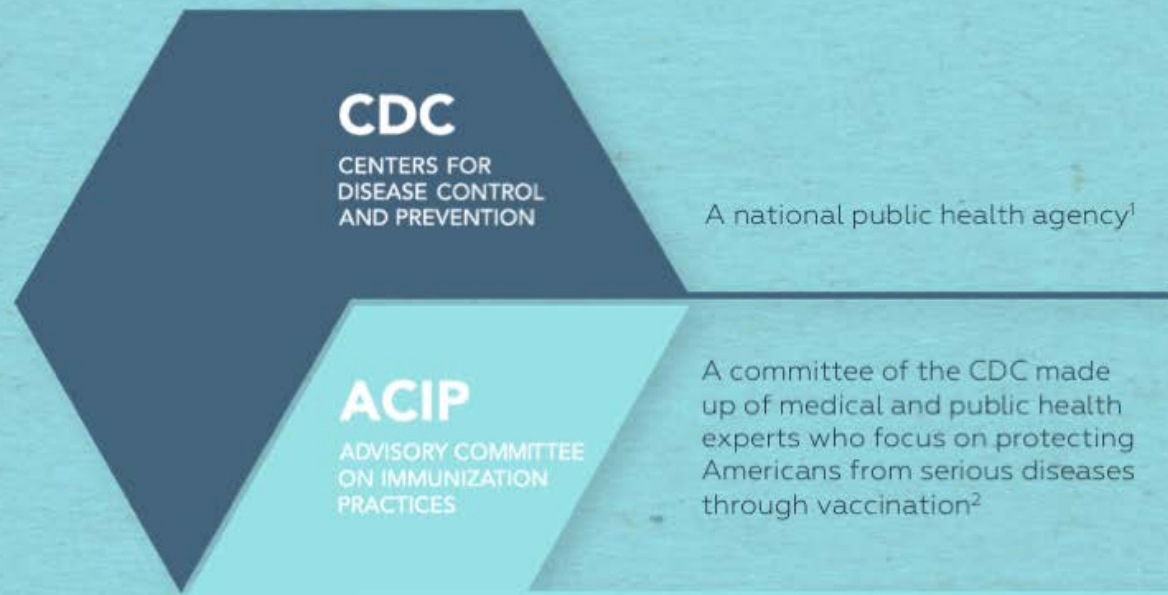 CDC
CENTERS FOR
DISEASE CONTROL
AND PREVENTION
A national public health agency¹
ACIP
ADVISORY COMMITTEE
ON IMMUNIZATION
PRACTICES
A committee of the CDC made
up of medical and public health
experts who focus on protecting
Americans from serious diseases
through vaccination²